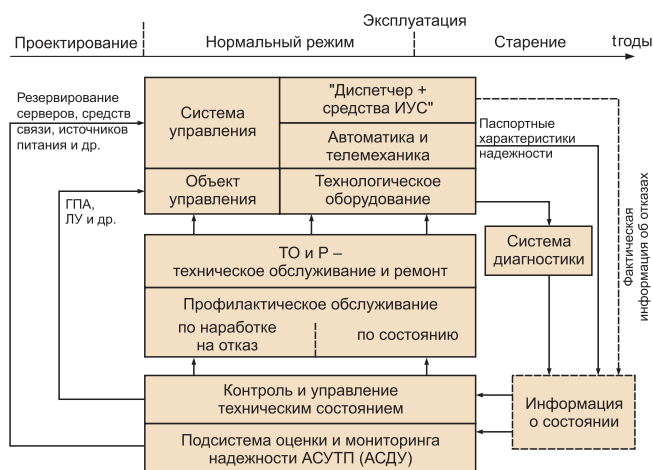 Эксплуатация
Проектирование
Нормальный режим
Старение
t годы
Резервирование
серверов, средств
связи, источников
питания и др.
Система
управления
"Диспетчер +
средства ИУС"
Автоматика и
телемеханика
Паспортные
характеристики
надежности
Объект
управления
Технологическое
оборудование
ГПА,
ЛУ и др.
Система
диагностики
Фактическая
информация об отказах
ТО и Р –
техническое обслуживание и ремонт
Профилактическое обслуживание
по наработке
на отказ
по состоянию
Контроль и управление
техническим состоянием
Информация
о состоянии
Подсистема оценки и мониторинга
надежности АСУТП (АСДУ)